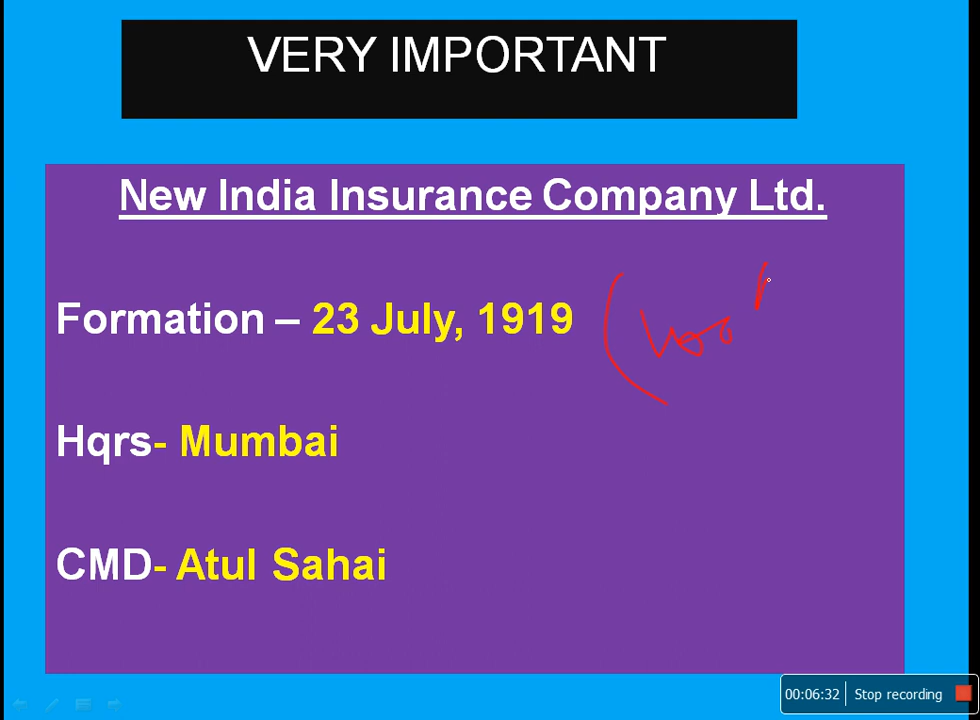 VERY IMPORTANT
New India Insurance Company Ltd.
Formation – 23 July, 1919
Hqrs- Mumbai
CMD- Atul Sahai
00:06:32 Stop recording